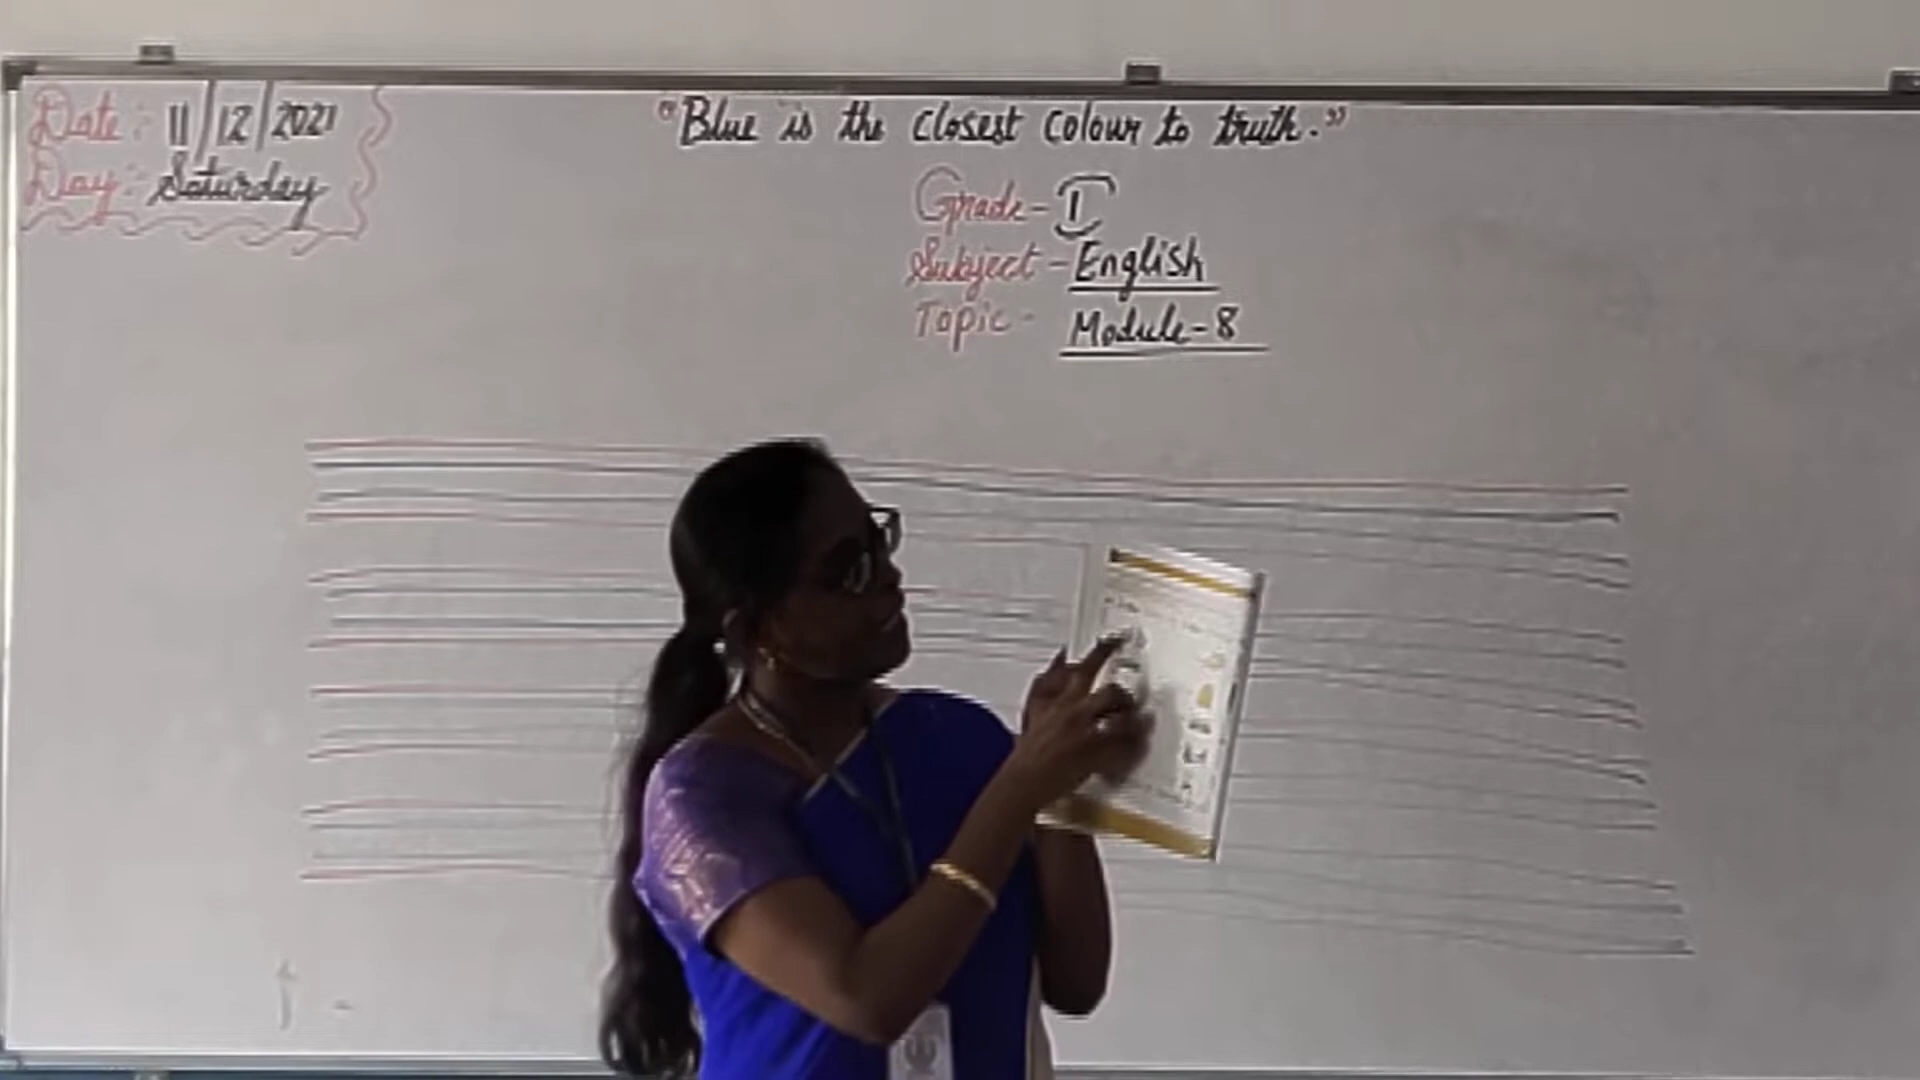 Date: 11/12/2021
Day: Saturday
"Blue is the closest colour to truth."
Grade - I
Subject - English
Topic - Module-8